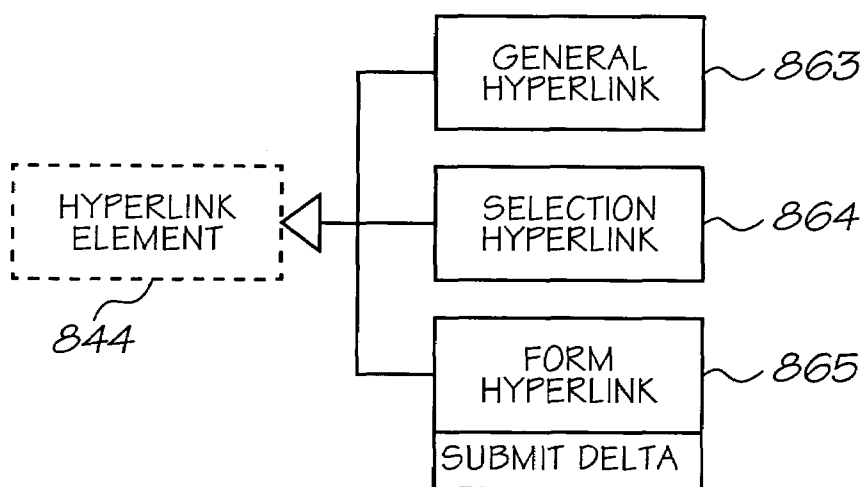 GENERAL
HYPERLINK
863
HYPERLINK
ELEMENT
844
SELECTION
HYPERLINK
864
FORM
HYPERLINK
865
SUBMIT DELTA